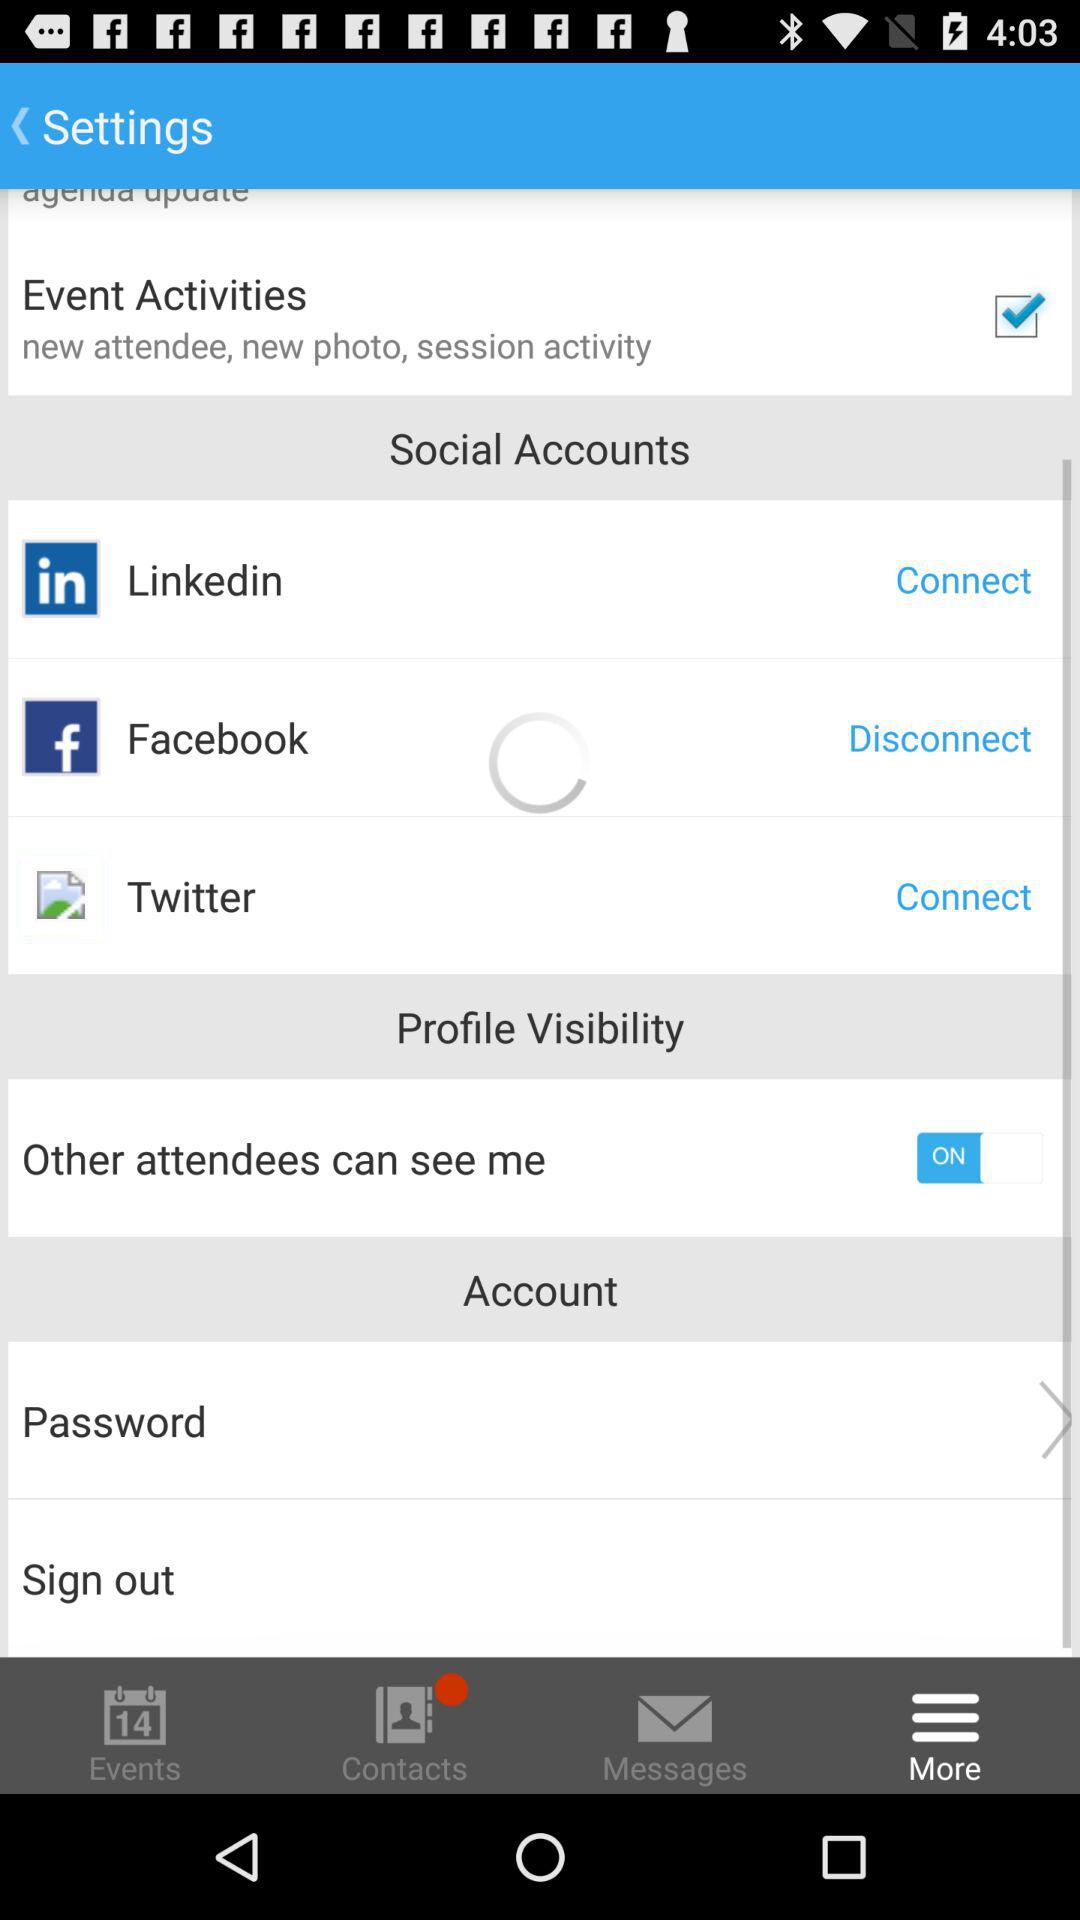 4:03
Settings
agenda update
Event Activities
new attendee, new photo, session activity
Social Accounts
in Linkedin Connect
f Facebook Disconnect
Twitter Connect
Profile Visibility
Other attendees can see me ON
Account
Password
Sign out
14
Events Contacts Messages More